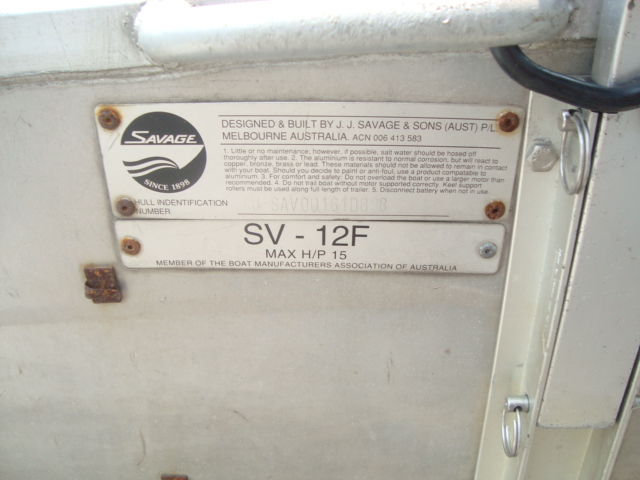 SAVAGE
SINCE 1898
DESIGNED & BUILT BY J. J. SAVAGE & SONS (AUST) P/L
MELBOURNE AUSTRALIA. ACN 006 413 583
1. Little or no maintenance; however, if possible, salt water should be hosed off
thoroughly after use. 2. The aluminium is resistant to normal corrosion, but will react to
copper, bronze, brass or lead. These materials should not be allowed to remain in contact
with your boat. Should you decide to paint or anti-foul, use a product compatable to
aluminum. 3. For comfort and safety: Do not overload the boat or use a larger motor than
recommended. 4. Do not trail boat without motor supported correctly. Keel support
rollers must be used along full length of trailer. 5. Disconnect battery when not in use.
HULL INDENTIFICATION
NUMBER
SV - 12F
MAX H/P 15
MEMBER OF THE BOAT MANUFACTURERS ASSOCIATION OF AUSTRALIA